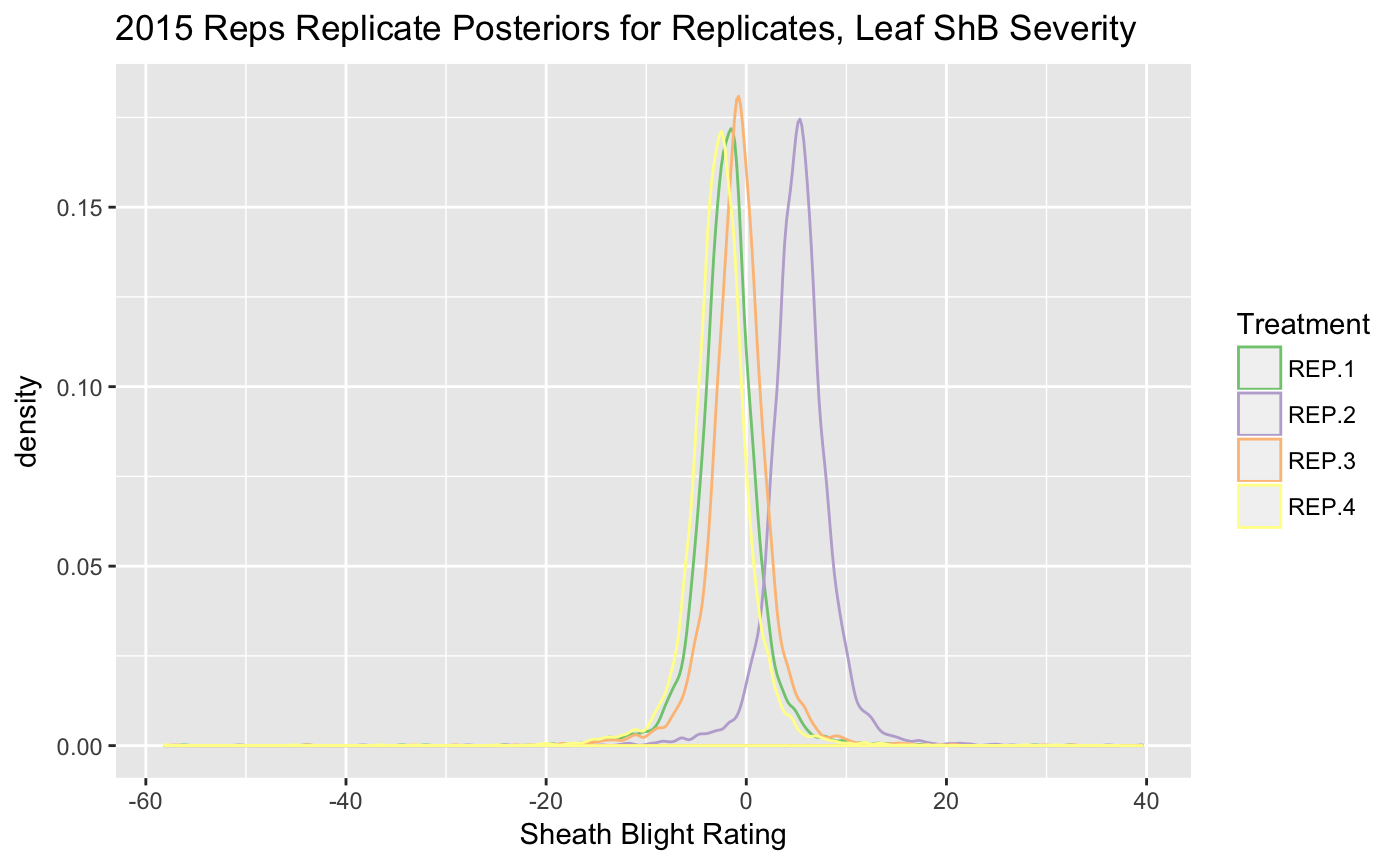 2015 Reps Replicate Posteriors for Replicates, Leaf ShB Severity
0.15
0.10
0.05
0.00
density
-60 -40 -20 0 20 40
Sheath Blight Rating
Treatment
REP.1
REP.2
REP.3
REP.4